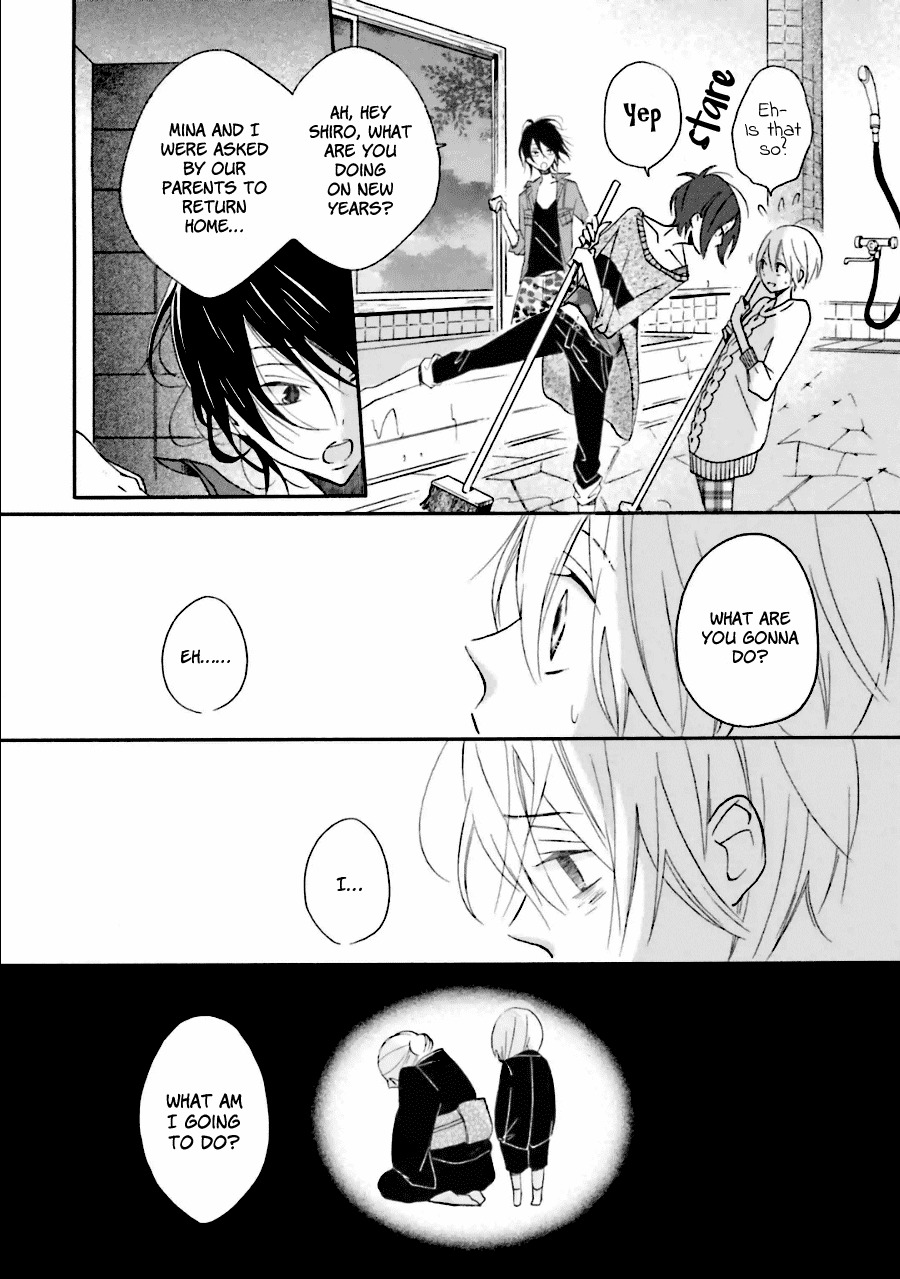 Eh-
Is that
so?
stare
Yep
AH, HEY
SHIRO, WHAT
ARE YOU
DOING
ON NEW
YEARS?
MINA AND I
WERE ASKED
BY OUR
PARENTS TO
RETURN
HOME...
WHAT ARE
YOU GONNA
DO?
EH......
I...
WHAT AM
I GOING
TO DO?